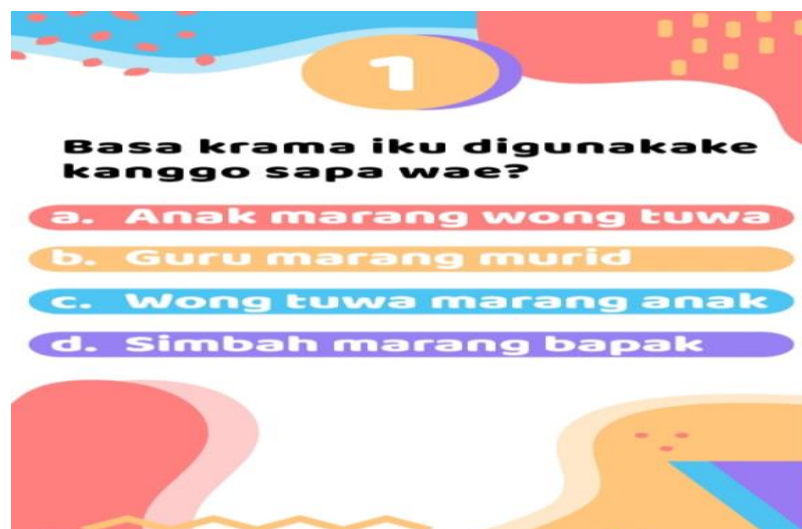 1
Basa krama iku digunakake
kanggo sapa wae?
a. Anak marang wong tuwa
b. Guru marang murid
c. Wong tuwa marang anak
d. Simbah marang bapak